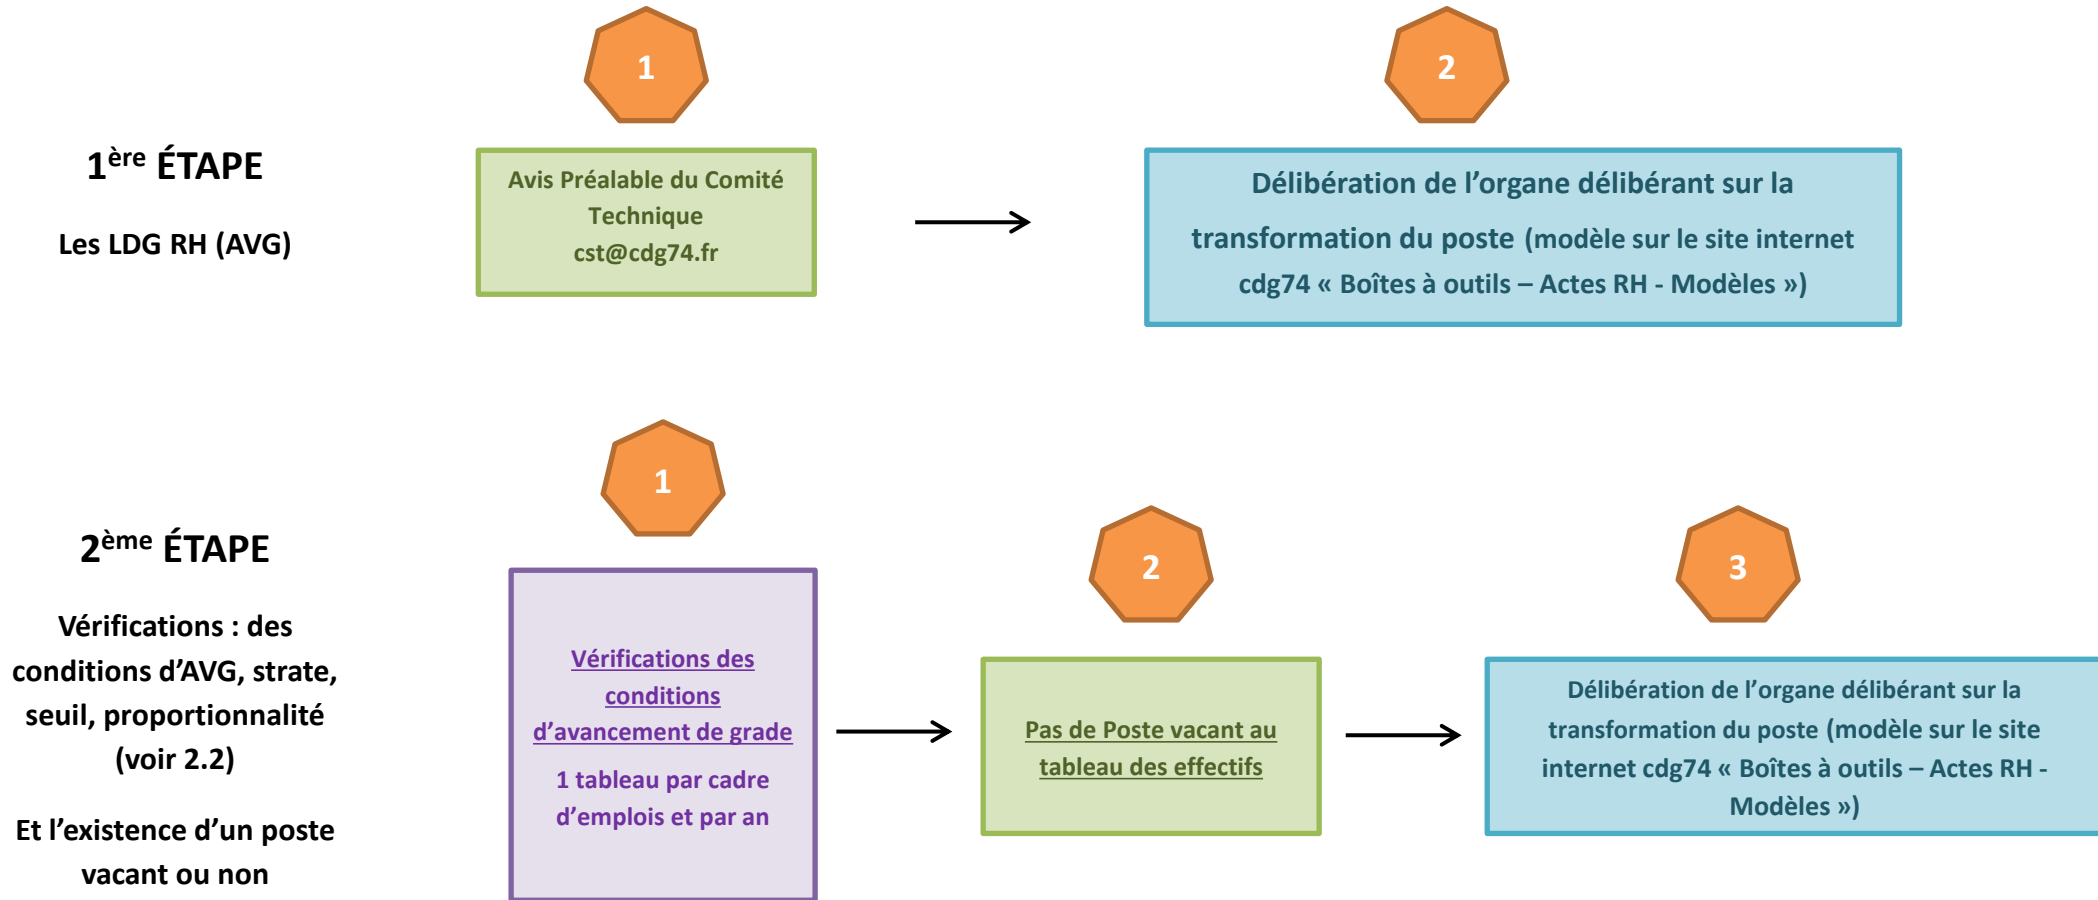 1
2
1ère ÉTAPE
Les LDG RH (AVG)
Avis Préalable du Comité
Technique
cst@cdg74.fr
Délibération de l’organe délibérant sur la
transformation du poste (modèle sur le site internet
cdg74 « Boîtes à outils – Actes RH - Modèles »)
1
2
3
2ème ÉTAPE
Vérifications : des
conditions d’AVG, strate,
seuil, proportionnalité
(voir 2.2)
Et l’existence d’un poste
vacant ou non
Vérifications des
conditions
d’avancement de grade
1 tableau par cadre
d’emplois et par an
Pas de Poste vacant au
tableau des effectifs
Délibération de l’organe délibérant sur la
transformation du poste (modèle sur le site
internet cdg74 « Boîtes à outils – Actes RH -
Modèles »)